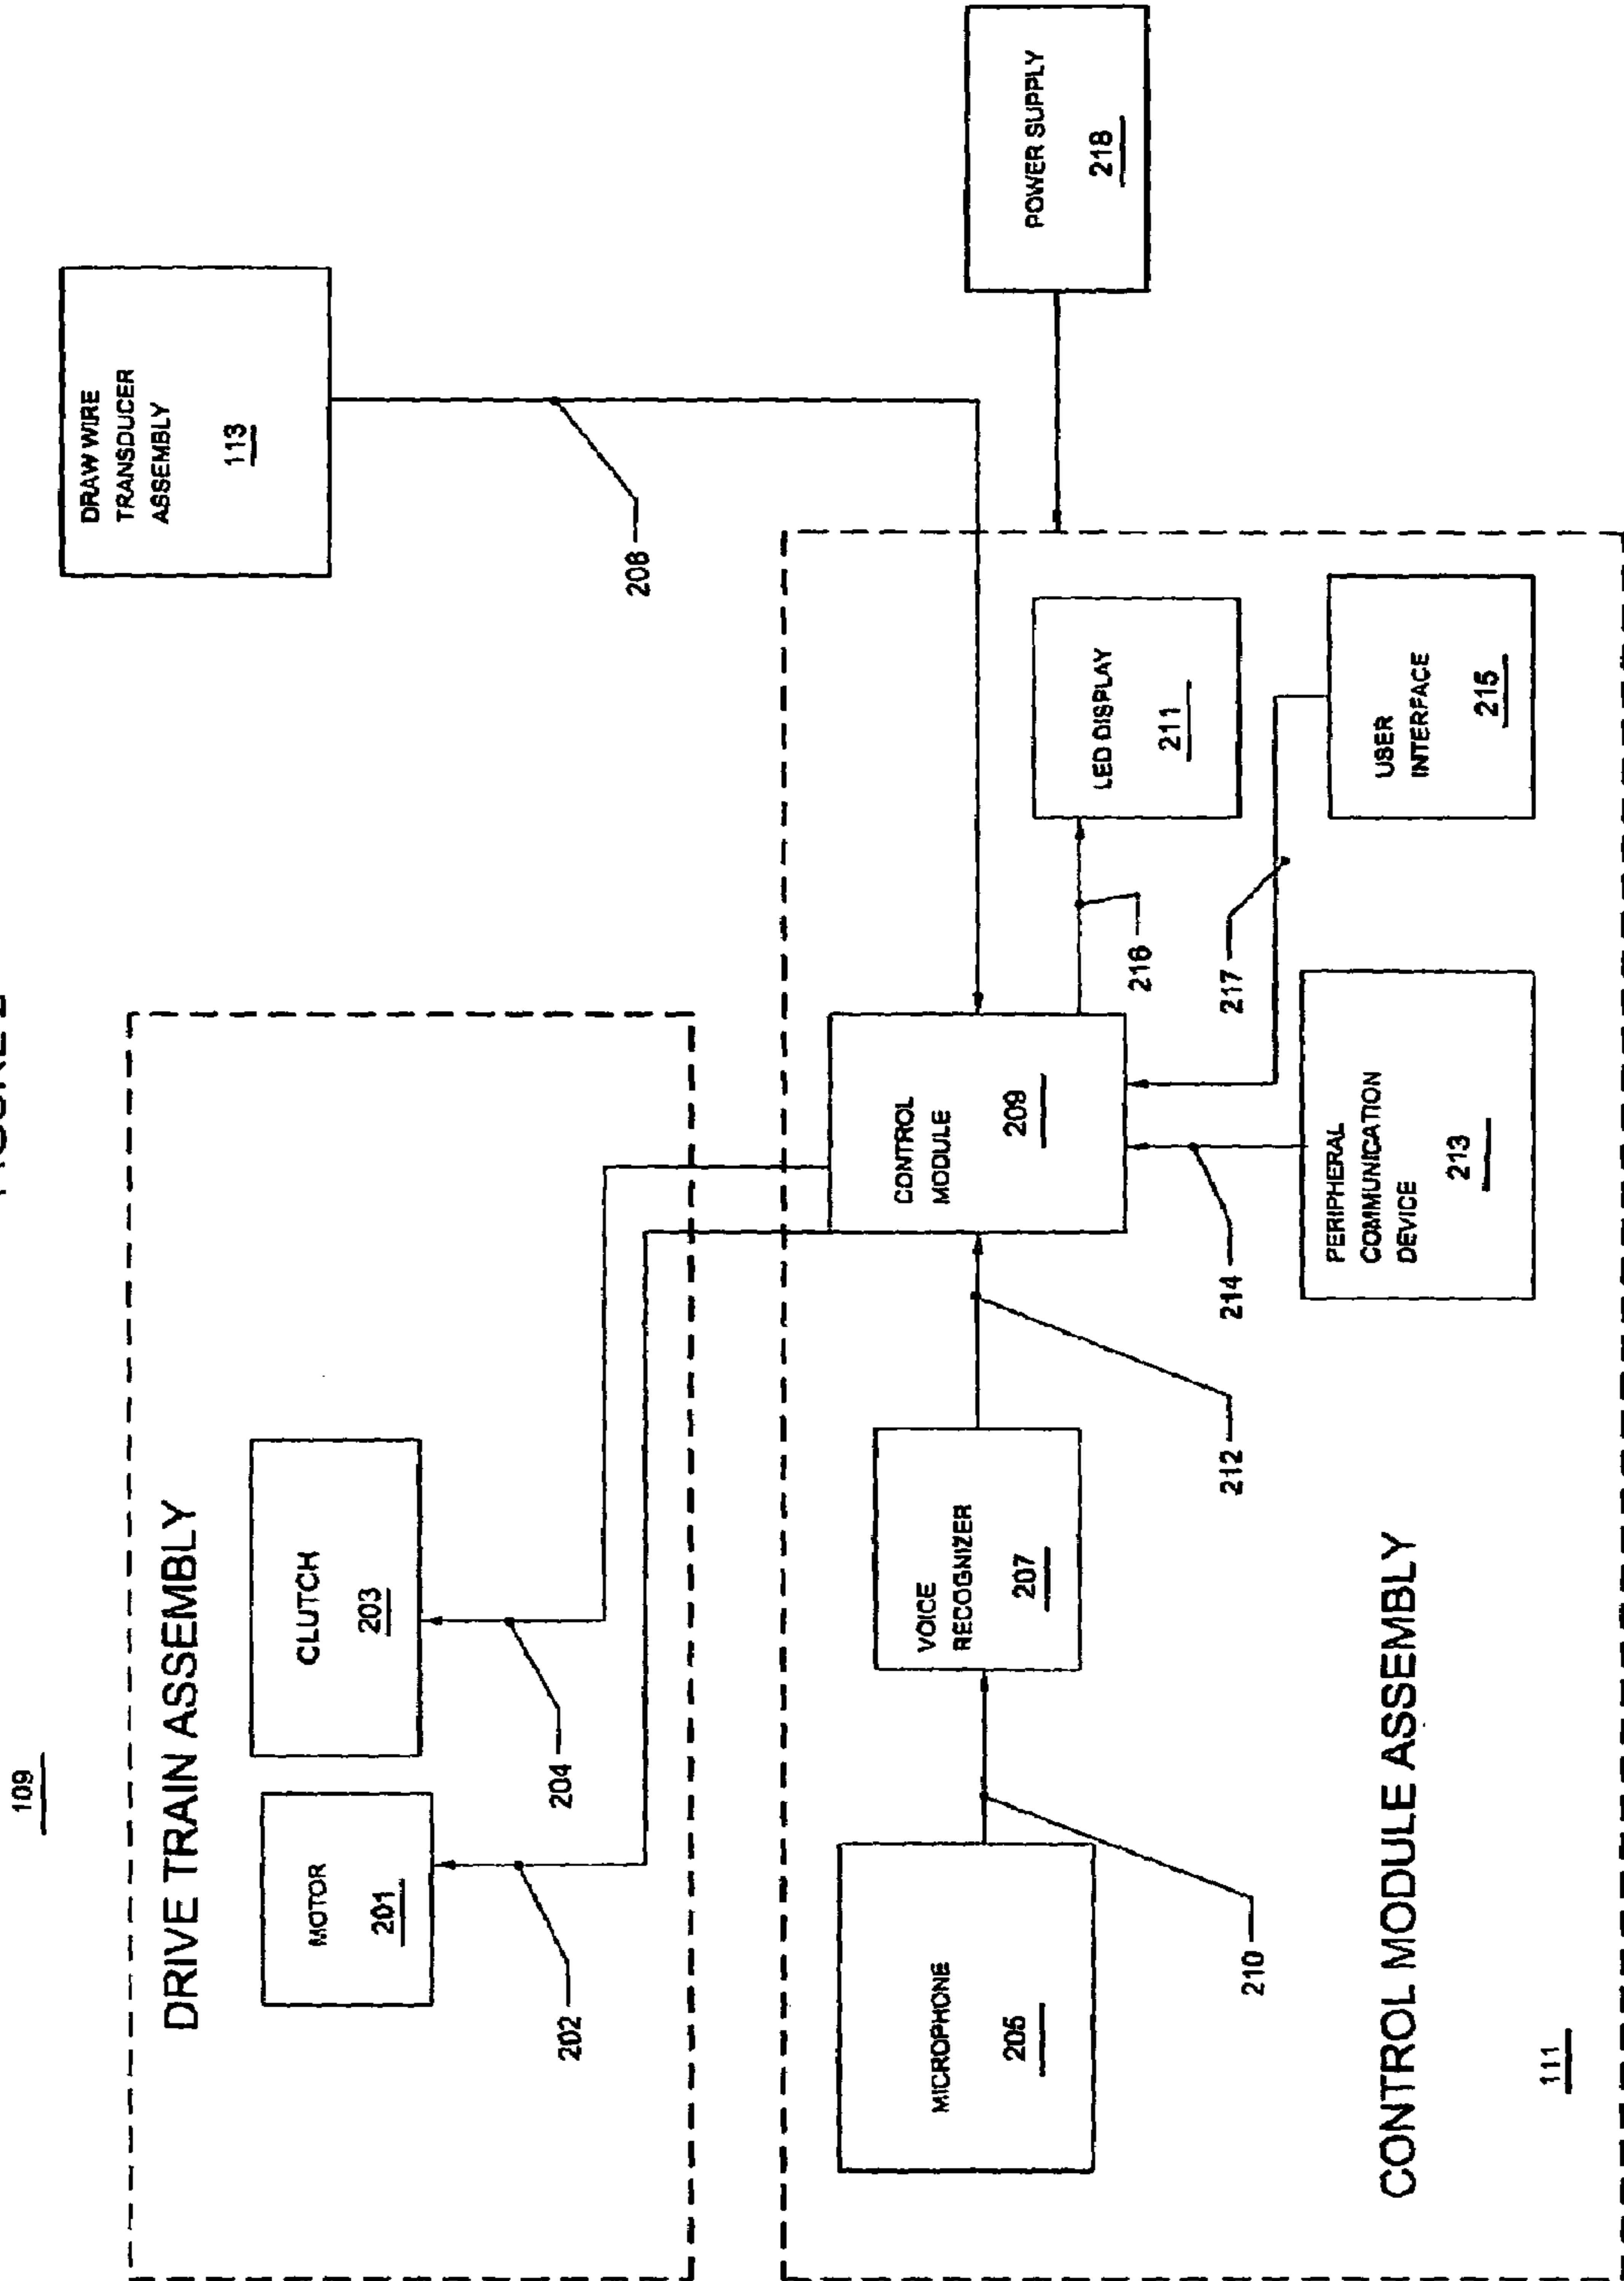 109
DRIVE TRAIN ASSEMBLY
MOTOR
201
CLUTCH
203
202
204
DRAW WIRE
TRANSDUCER
ASSEMBLY
113
208
MICROPHONE
205
210
VOICE
RECOGNIZER
207
212
CONTROL
MODULE
209
216
LED DISPLAY
211
214
217
PERIPHERAL
COMMUNICATION
DEVICE
213
USER
INTERFACE
215
POWER SUPPLY
218
CONTROL MODULE ASSEMBLY
111